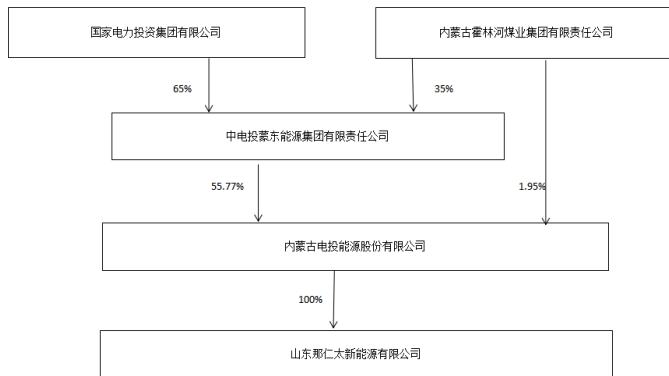 国家电力投资集团有限公司
内蒙古霍林河煤业集团有限责任公司
65%
35%
中电投蒙东能源集团有限责任公司
55.77%
1.95%
内蒙古电投能源股份有限公司
100%
山东那仁太新能源有限公司